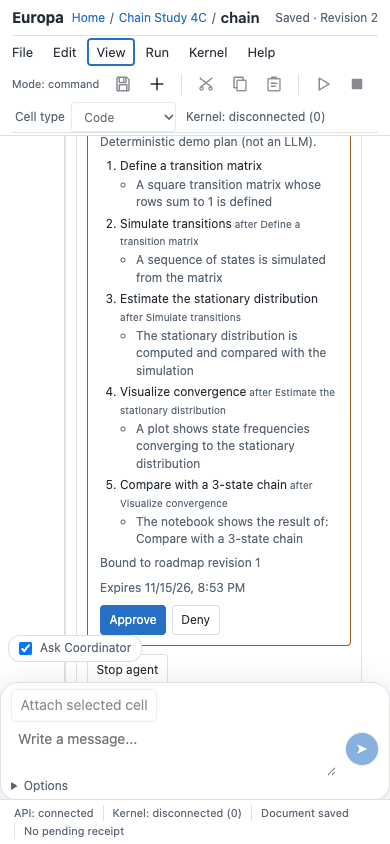 Europa Home / Chain Study 4C / chain Saved · Revision 2
File Edit View Run Kernel Help
Mode: command
Cell type Code Kernel: disconnected (0)
Deterministic demo plan (not an LLM).
1. Define a transition matrix
A square transition matrix whose
rows sum to 1 is defined
2. Simulate transitions after Define a
transition matrix
A sequence of states is simulated
from the matrix
3. Estimate the stationary distribution
after Simulate transitions
The stationary distribution is
computed and compared with the
simulation
4. Visualize convergence after Estimate the
stationary distribution
A plot shows state frequencies
converging to the stationary
distribution
5. Compare with a 3-state chain after
Visualize convergence
The notebook shows the result of:
Compare with a 3-state chain
Bound to roadmap revision 1
Expires 11/15/26, 8:53 PM
Approve Deny
Ask Coordinator
Stop agent
Attach selected cell
Write a message...
Options
API: connected Kernel: disconnected (0) Document saved
No pending receipt